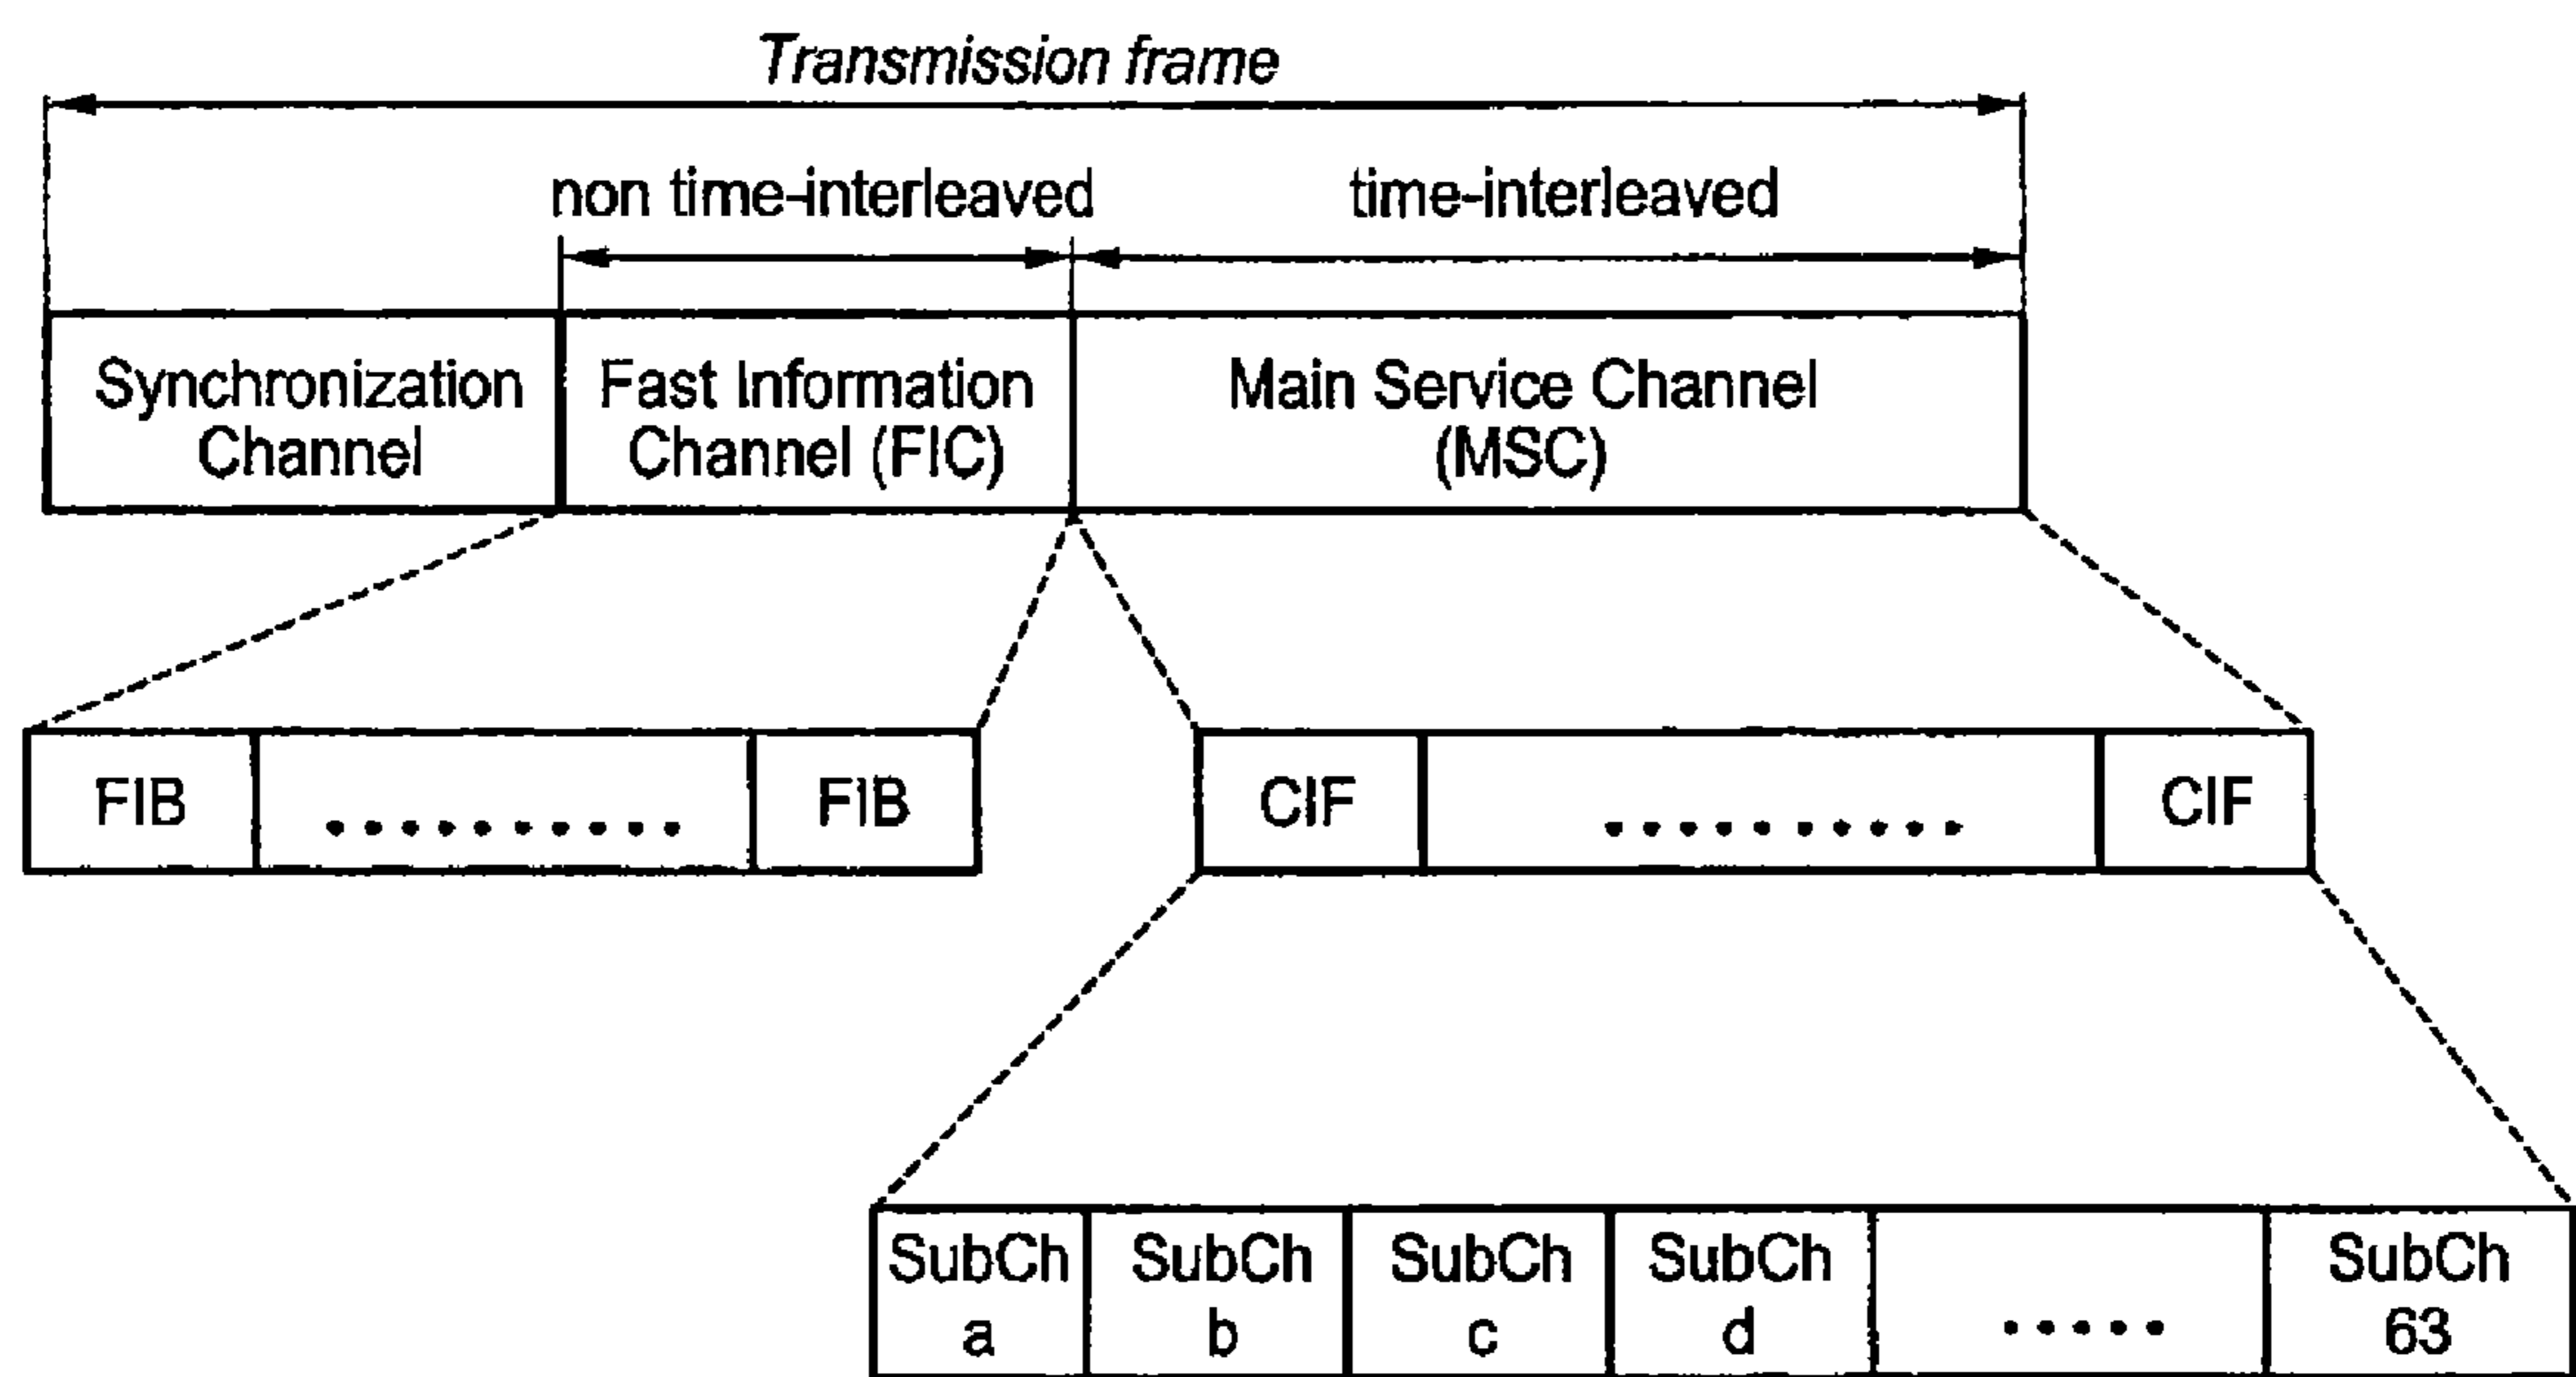 Transmission frame
non time-interleaved
time-interleaved
Synchronization
Channel
Fast Information
Channel (FIC)
Main Service Channel
(MSC)
FIB
..........
FIB
CIF
..........
CIF
SubCh
a
SubCh
b
SubCh
c
SubCh
d
.....
SubCh
63